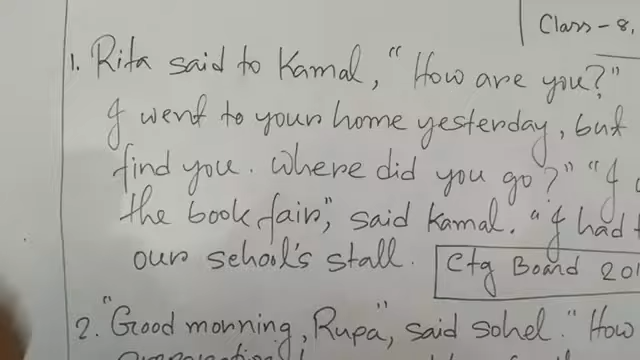 Class - 8,
1. Rita said to Kamal, "How are you?"
I went to your home yesterday, but
find you. Where did you go?" "I
the book fair", said Kamal. "I had
our school's stall. Ctg Board 201
2. "Good morning, Rupa", said Sohel. "How